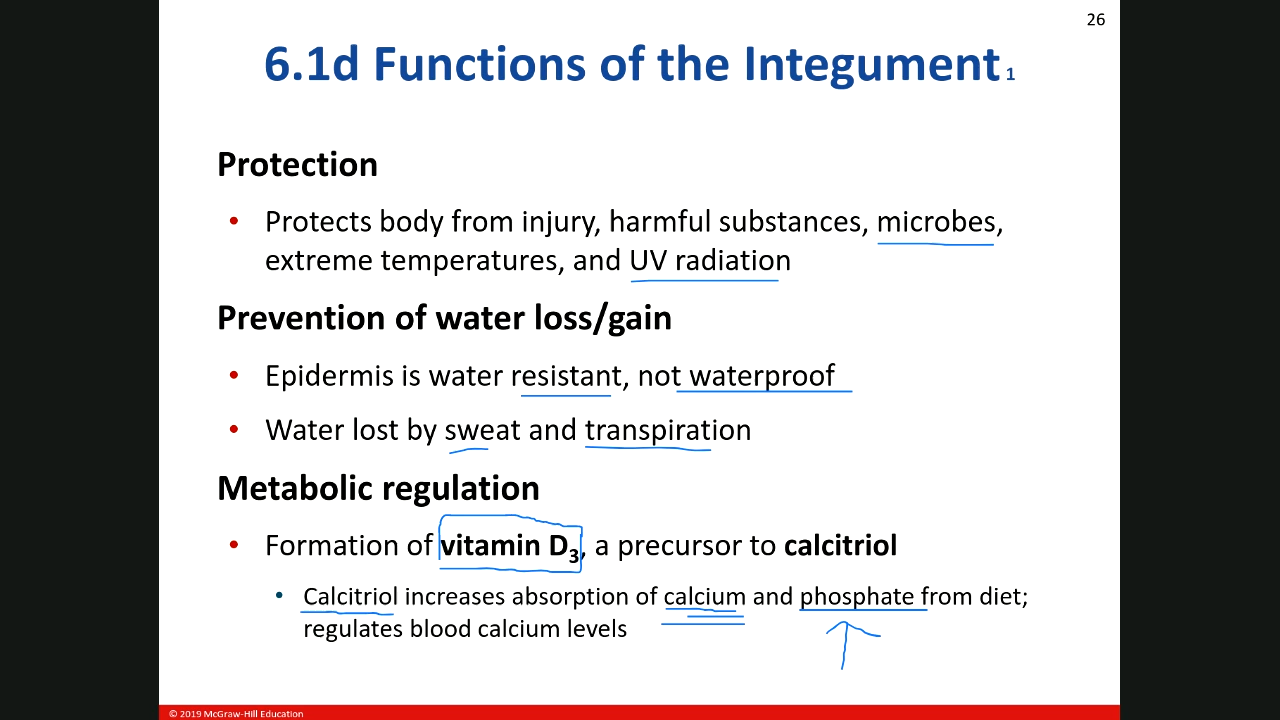 26
6.1d Functions of the Integument 1
Protection
• Protects body from injury, harmful substances, microbes,
extreme temperatures, and UV radiation
Prevention of water loss/gain
• Epidermis is water resistant, not waterproof
• Water lost by sweat and transpiration
Metabolic regulation
• Formation of vitamin D3, a precursor to calcitriol
• Calcitriol increases absorption of calcium and phosphate from diet;
regulates blood calcium levels
© 2019 McGraw-Hill Education